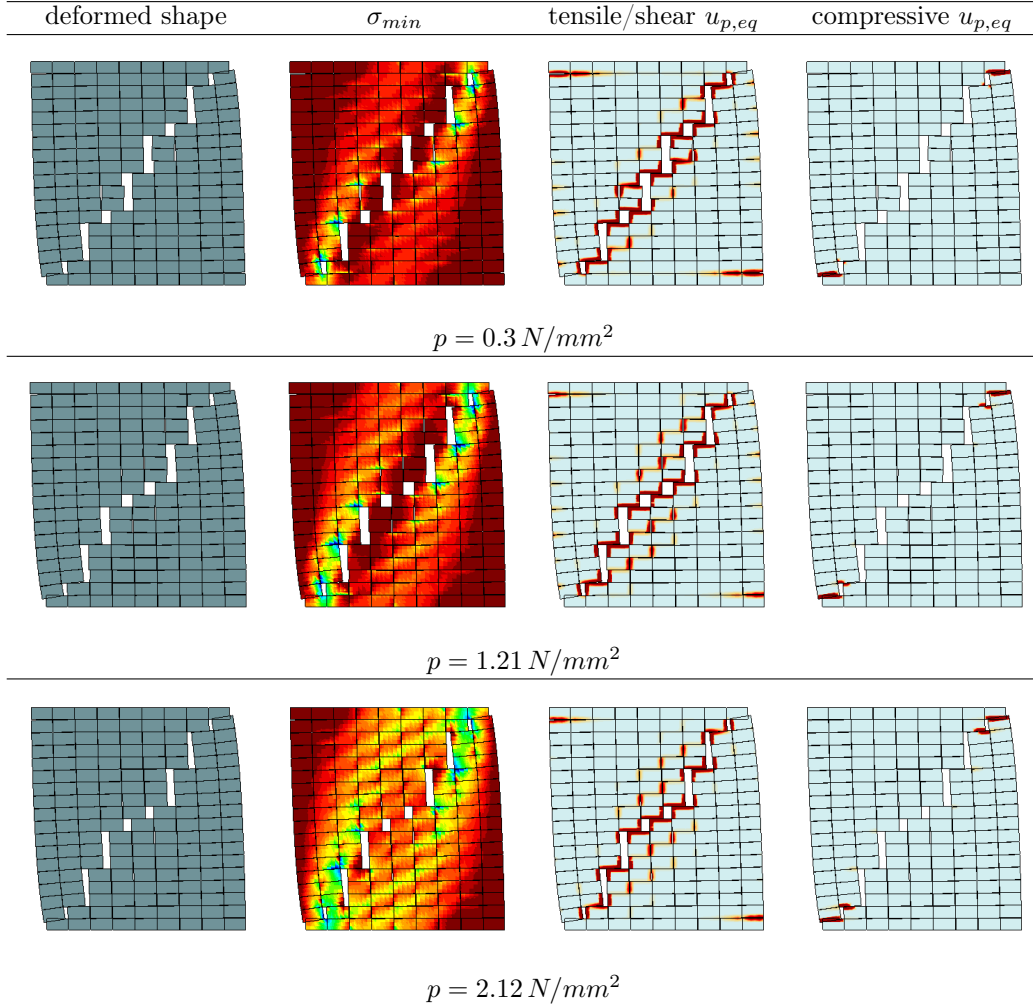 deformed shape σ_min tensile/shear u_p,eq compressive u_p,eq
p = 0.3 N/mm²
p = 1.21 N/mm²
p = 2.12 N/mm²